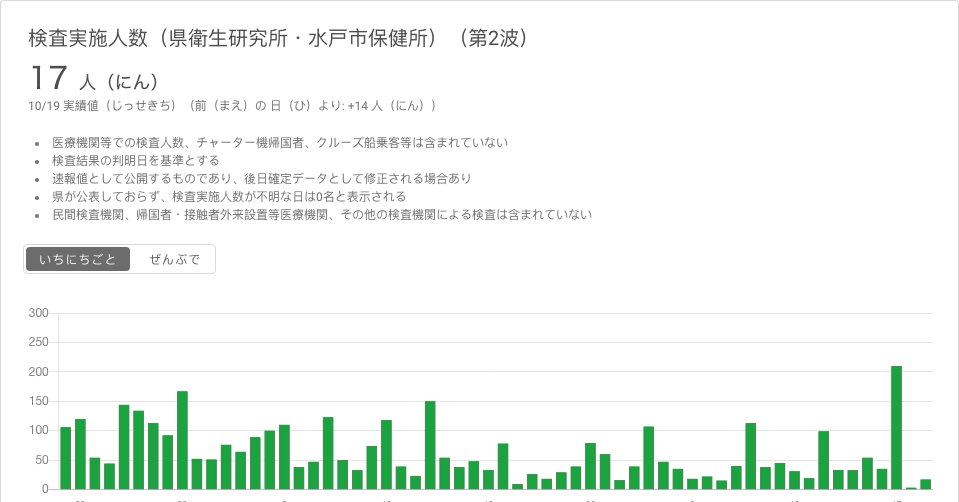 検査実施人数（県衛生研究所・水戸市保健所）（第2波）
17 人（にん）
10/19 実績値（じっせきち）（前（まえ）の 日（ひ）より: +14 人（にん））
医療機関等での検査人数、チャーター機帰国者、クルーズ船乗客等は含まれていない
検査結果の判明日を基準とする
速報値として公開するものであり、後日確定データとして修正される場合あり
県が公表しておらず、検査実施人数が不明な日は0名と表示される
民間検査機関、帰国者・接触者外来設置等医療機関、その他の検査機関による検査は含まれていない
いちにちごと ぜんぶで
300
250
200
150
100
50
0